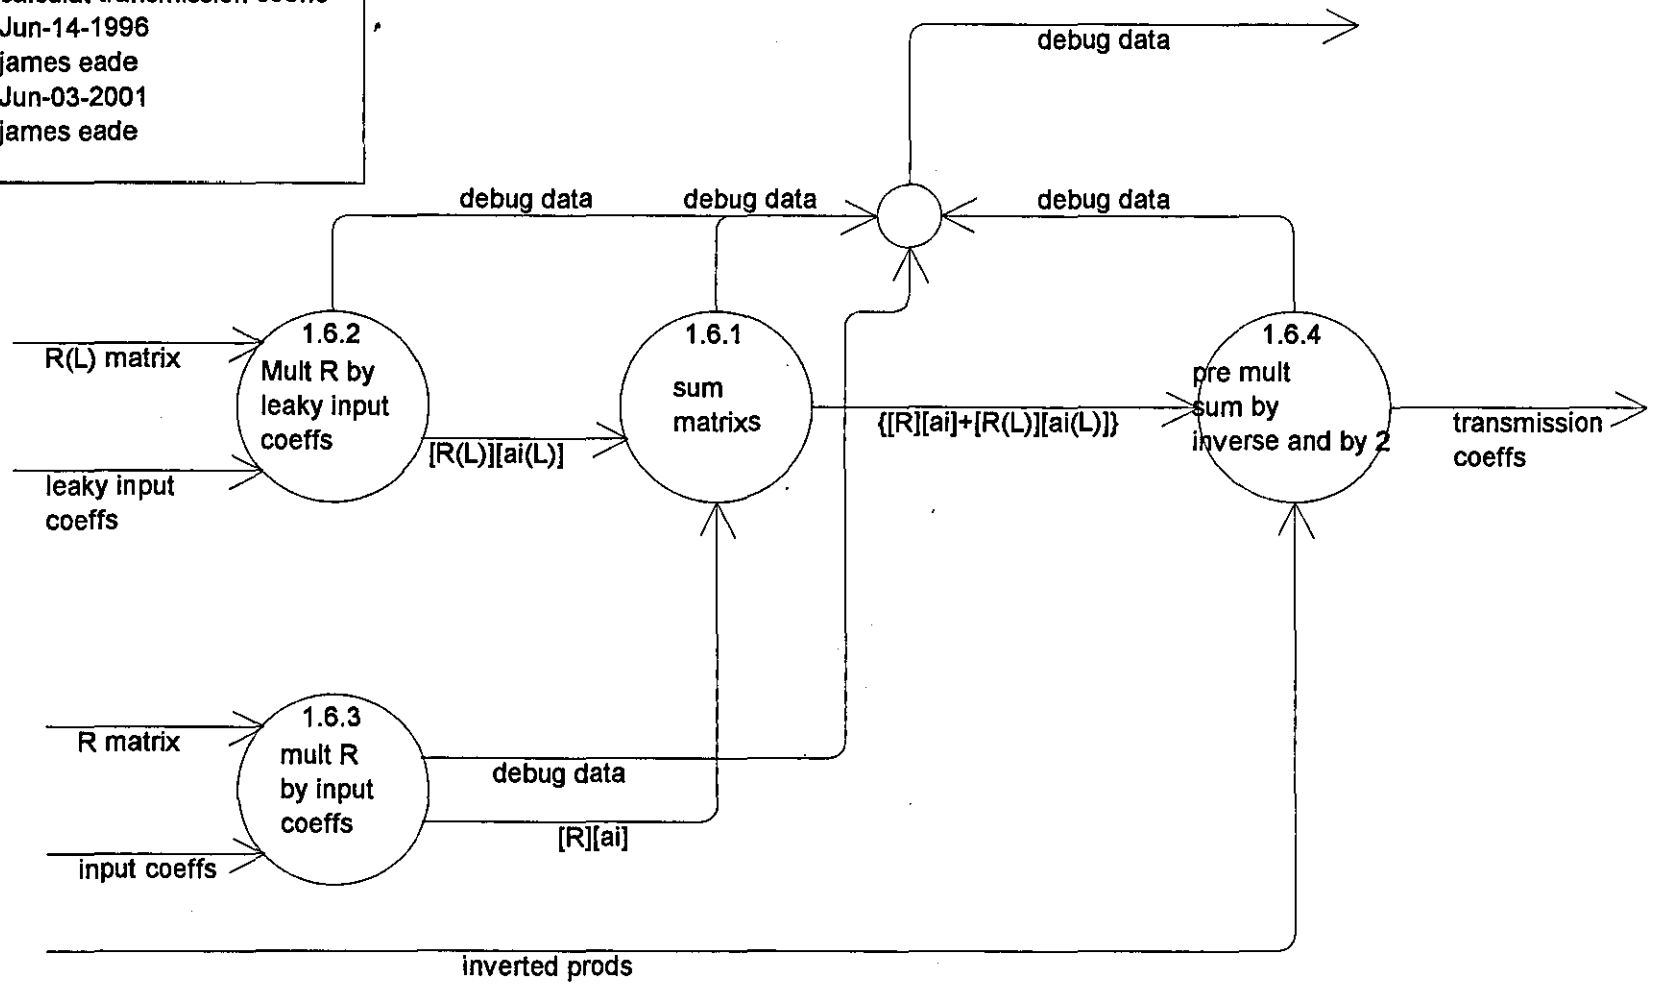 transmission coeffs
Jun-14-1996
james eade
Jun-03-2001
james eade
debug data
debug data
debug data
debug data
1.6.2
Mult R by
leaky input
coeffs
R(L) matrix
leaky input
coeffs
[R(L)][ai(L)]
1.6.1
sum
matrixs
{[R][ai]+[R(L)][ai(L)]}
1.6.4
pre mult
sum by
inverse and by 2
transmission
coeffs
1.6.3
mult R
by input
coeffs
R matrix
input coeffs
debug data
[R][ai]
inverted prods